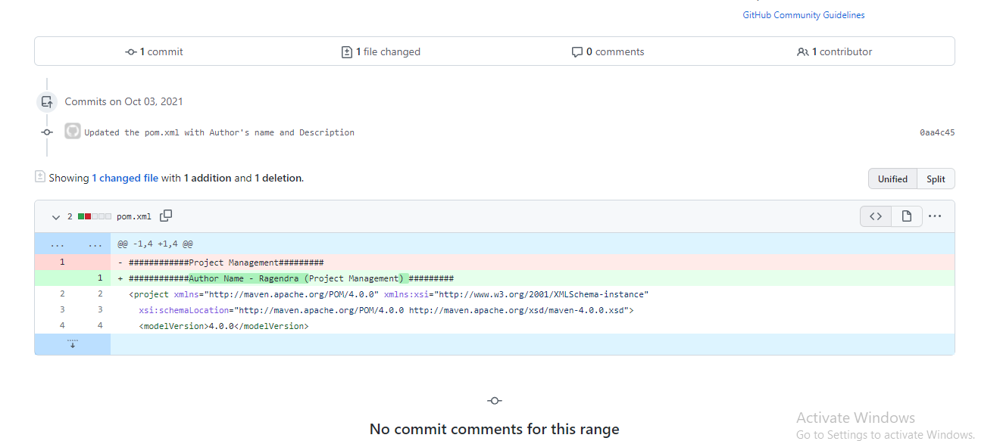 GitHub Community Guidelines
1 commit 1 file changed 0 comments 1 contributor
Commits on Oct 03, 2021
Updated the pom.xml with Author's name and Description 0aa4c45
Showing 1 changed file with 1 addition and 1 deletion. Unified Split
2 pom.xml
... ... @@ -1,4 +1,4 @@
1 - ############Project Management#########
1 + ############Author Name - Ragendra (Project Management) #########
2 2 <project xmlns="http://maven.apache.org/POM/4.0.0" xmlns:xsi="http://www.w3.org/2001/XMLSchema-instance"
3 3 xsi:schemaLocation="http://maven.apache.org/POM/4.0.0 http://maven.apache.org/xsd/maven-4.0.0.xsd">
4 4 <modelVersion>4.0.0</modelVersion>
No commit comments for this range
Activate Windows
Go to Settings to activate Windows.